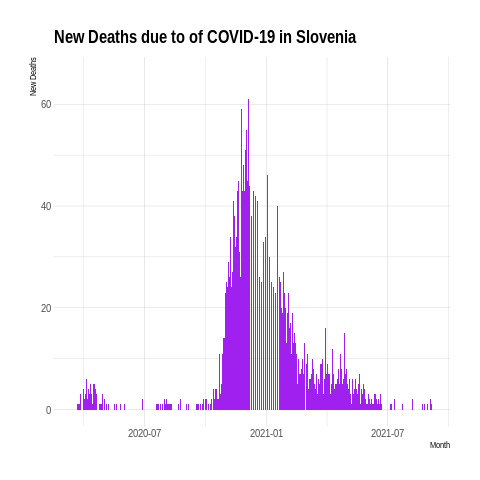 New Deaths due to of COVID-19 in Slovenia
New Deaths
60
40
20
0
2020-07
2021-01
2021-07
Month